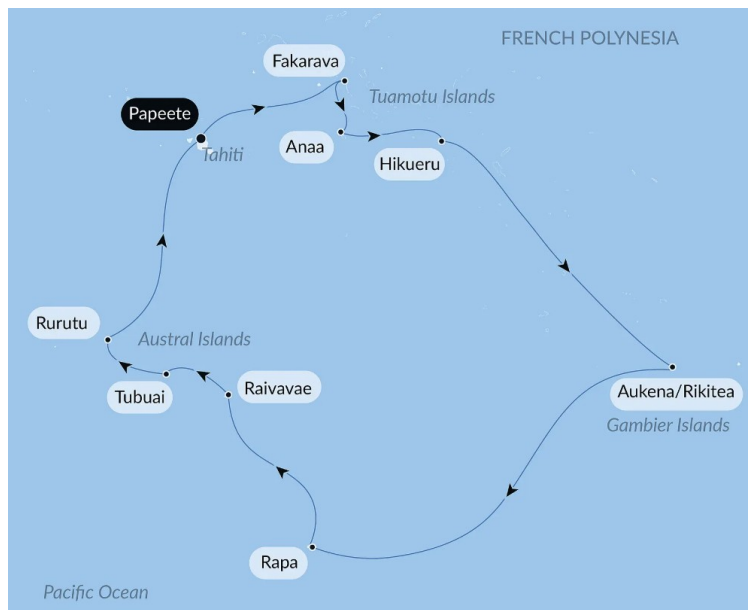 FRENCH POLYNESIA
Fakarava
Tuamotu Islands
Papeete
Tahiti
Anaa
Hikueru
Rurutu
Austral Islands
Tubuai
Raivavae
Aukena/Rikitea
Gambier Islands
Rapa
Pacific Ocean